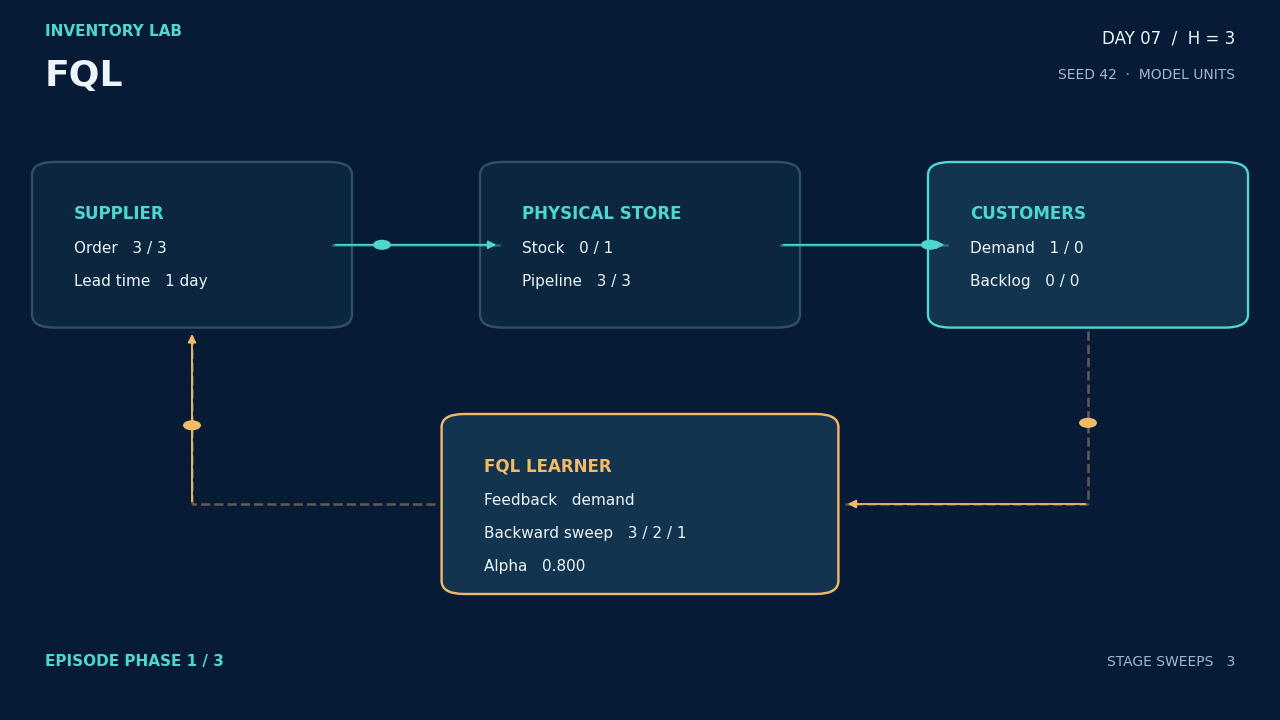 INVENTORY LAB
FQL
DAY 07 / H = 3
SEED 42 · MODEL UNITS
SUPPLIER
Order 3 / 3
Lead time 1 day
PHYSICAL STORE
Stock 0 / 1
Pipeline 3 / 3
CUSTOMERS
Demand 1 / 0
Backlog 0 / 0
FQL LEARNER
Feedback demand
Backward sweep 3 / 2 / 1
Alpha 0.800
EPISODE PHASE 1 / 3
STAGE SWEEPS 3